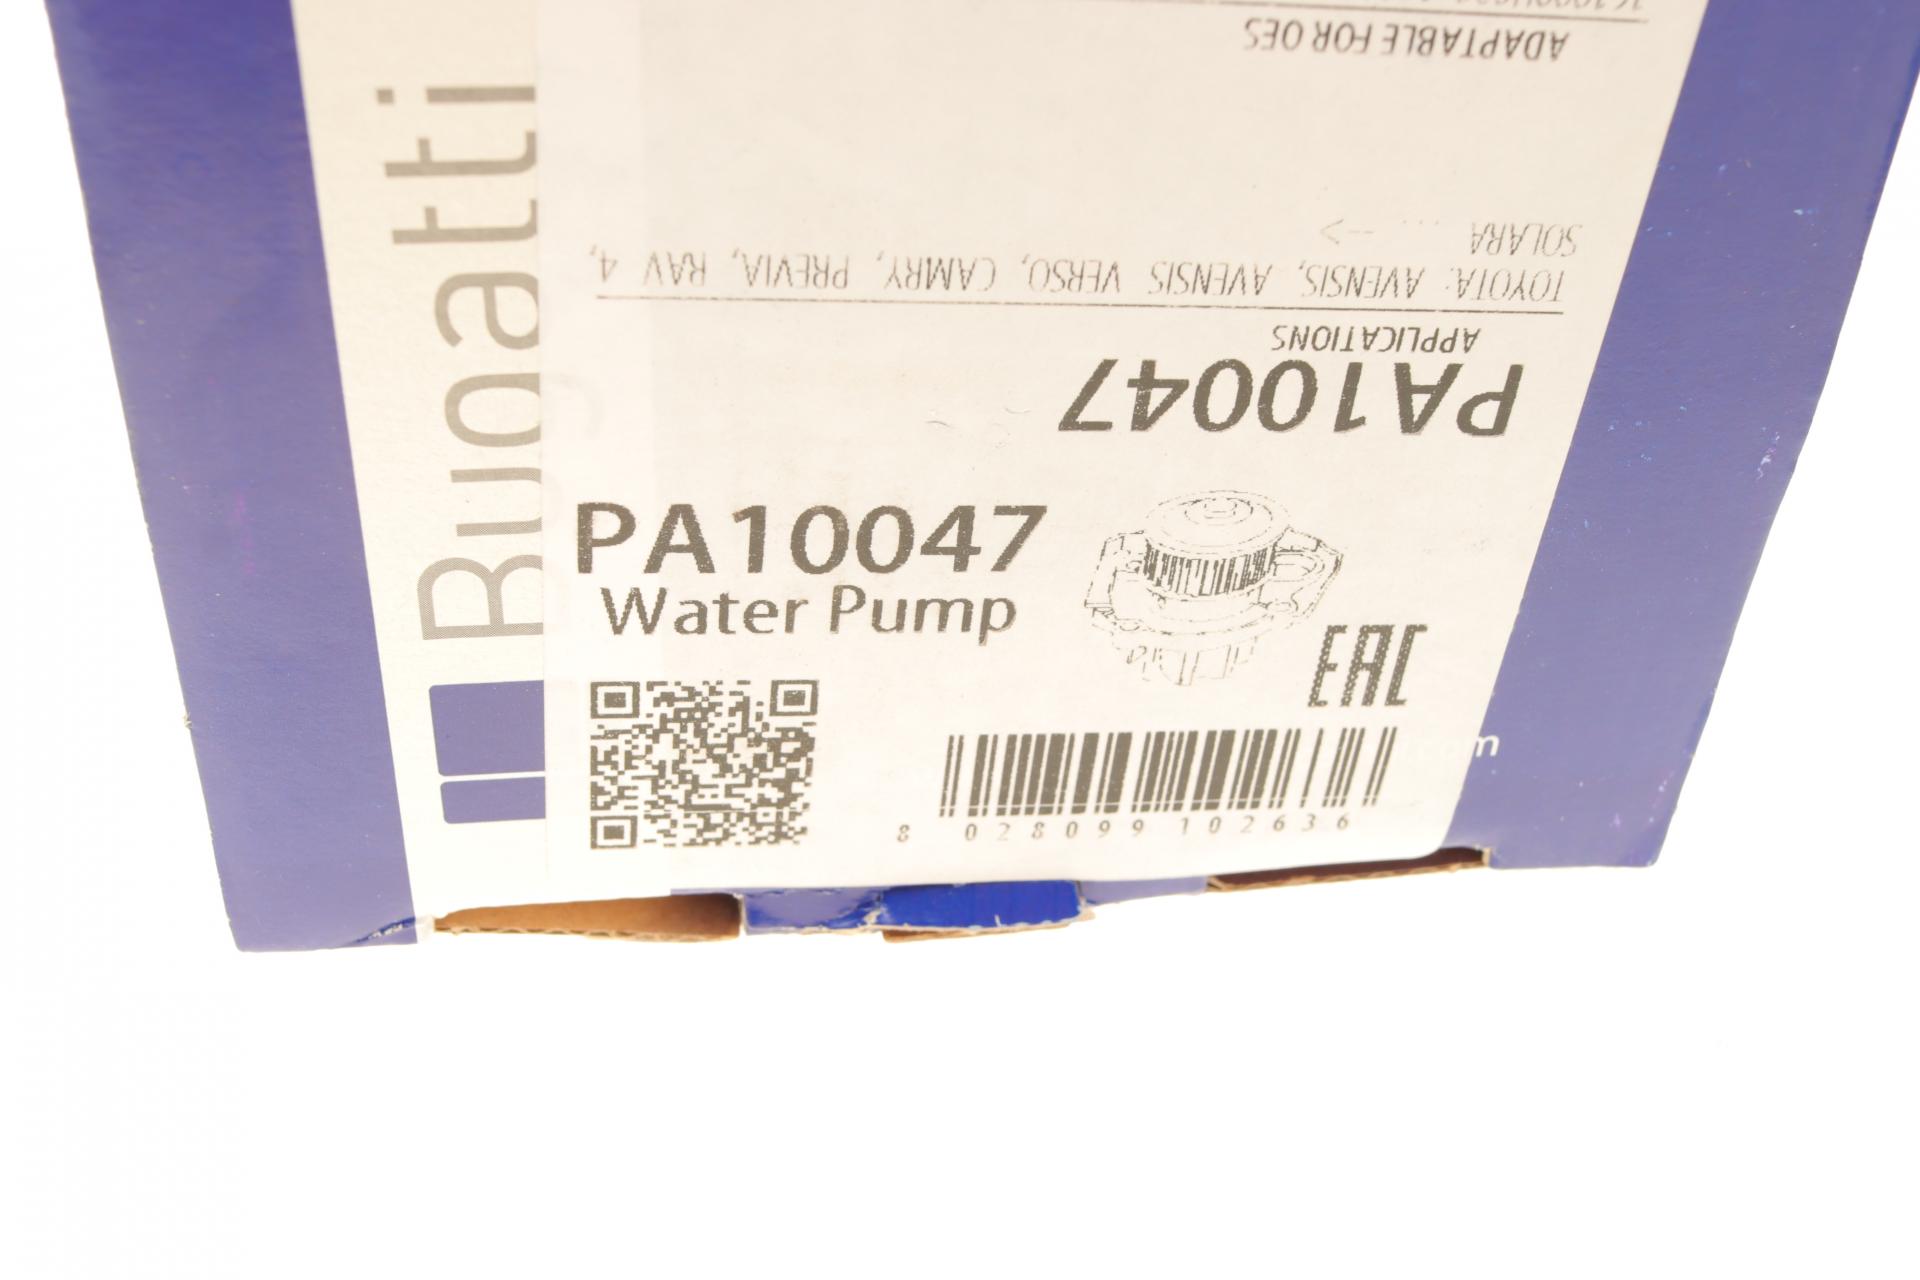 Bugatti
PA10047
Water Pump
EAC
8 028099 102636
PA10047
APPLICATIONS
TOYOTA: AVENSIS, AVENSIS VERSO, CAMRY, PREVIA, RAV 4,
SOLARA ... -->
ADAPTABLE FOR OES